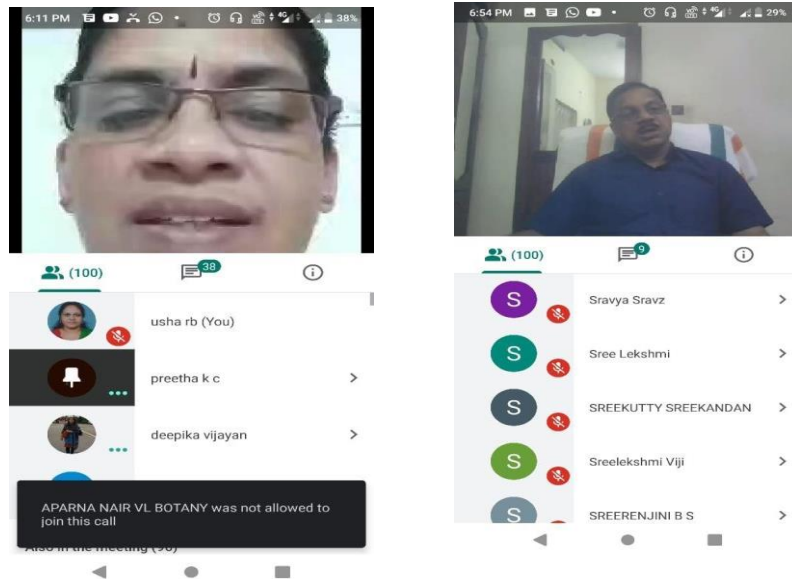 6:11 PM
4G
38%
(100)
38
usha rb (You)
preetha k c
deepika vijayan
APARNA NAIR VL BOTANY was not allowed to
join this call
Also in the meeting (98)
6:54 PM
4G
29%
(100)
9
S
Sravya Sravz
S
Sree Lekshmi
S
SREEKUTTY SREEKANDAN
S
Sreelekshmi Viji
S
SREERENJINI B S